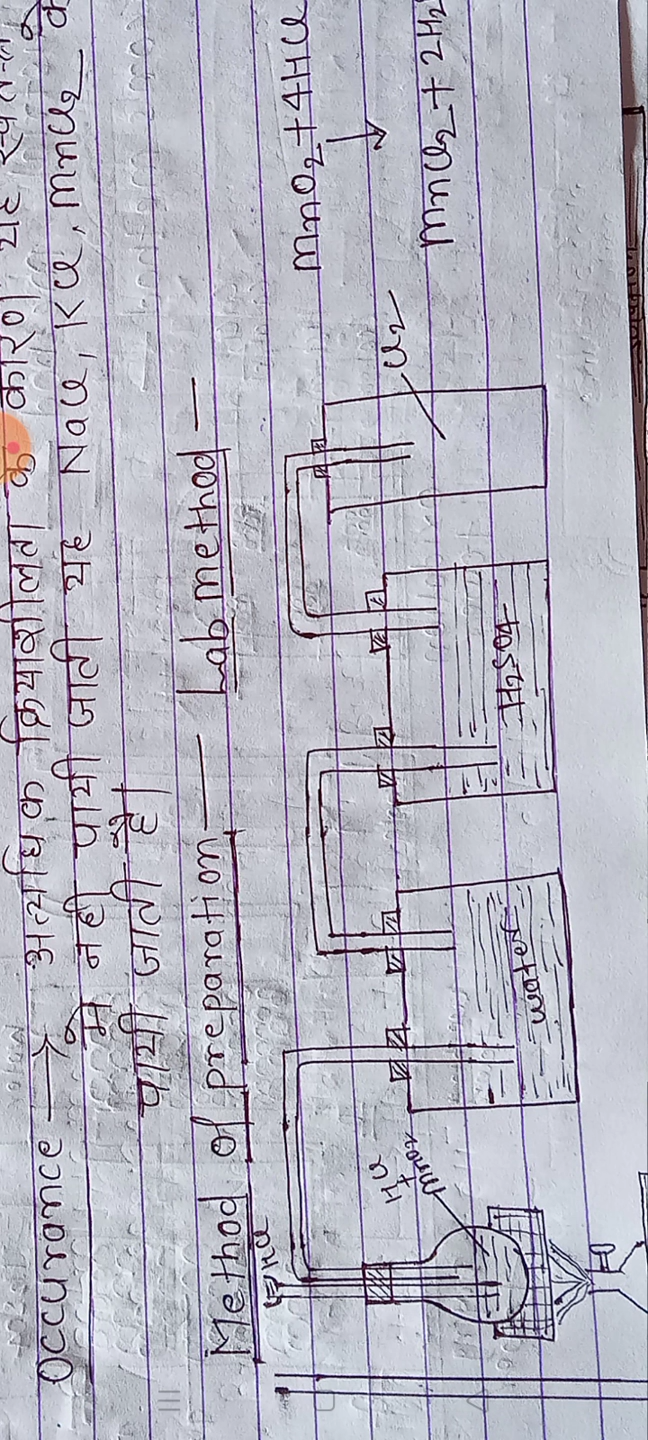 occurance → अत्यधिक क्रियाशीलता के कारण यह
में नही पायी जाती यह NaCl, KCl, MnCl2
पायी जाती है।
Method of preparation — Lab method —
HCl
HCl
+
MnO2
water
H2SO4
Cl2
MnO2 + 4HCl
↓
MnCl2 + 2H2